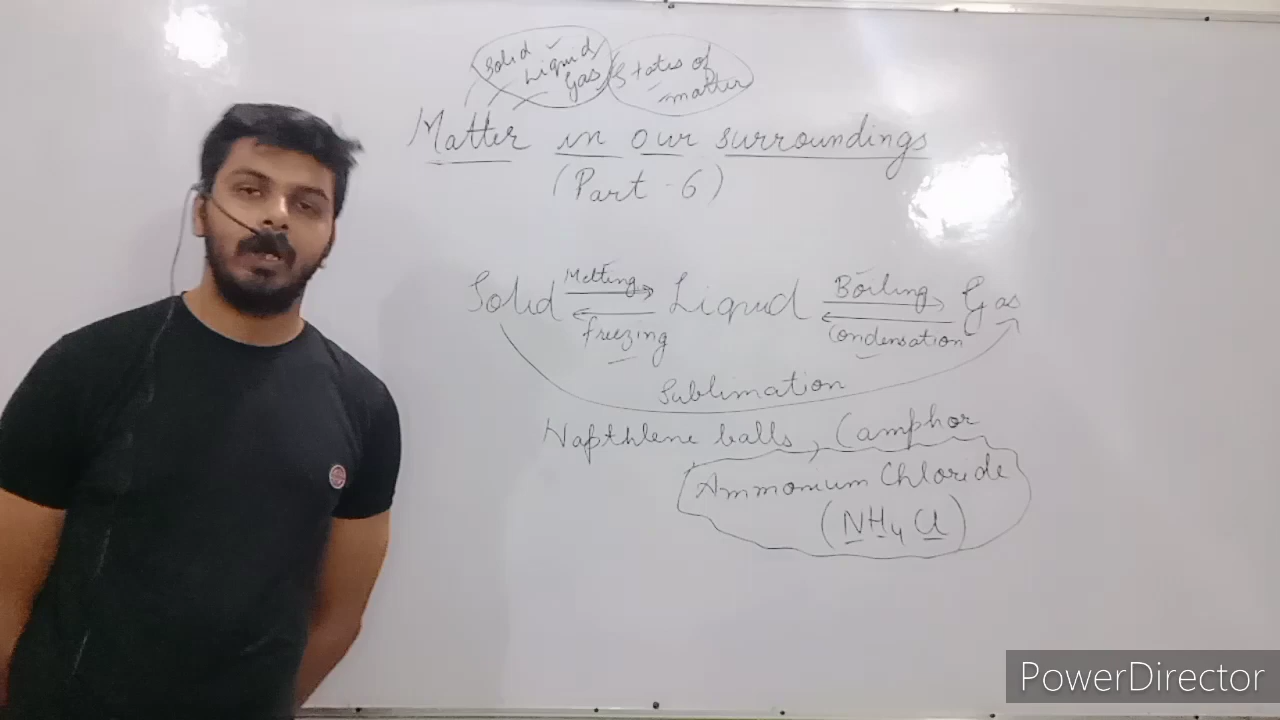 Solid
Liquid
Gas
States of
matter
Matter in our surroundings
(Part - 6)
Solid Melting Liquid Boiling Gas
freezing Condensation
Sublimation
Napthlene balls, Camphor
Ammonium Chloride
(NH4 Cl)
PowerDirector